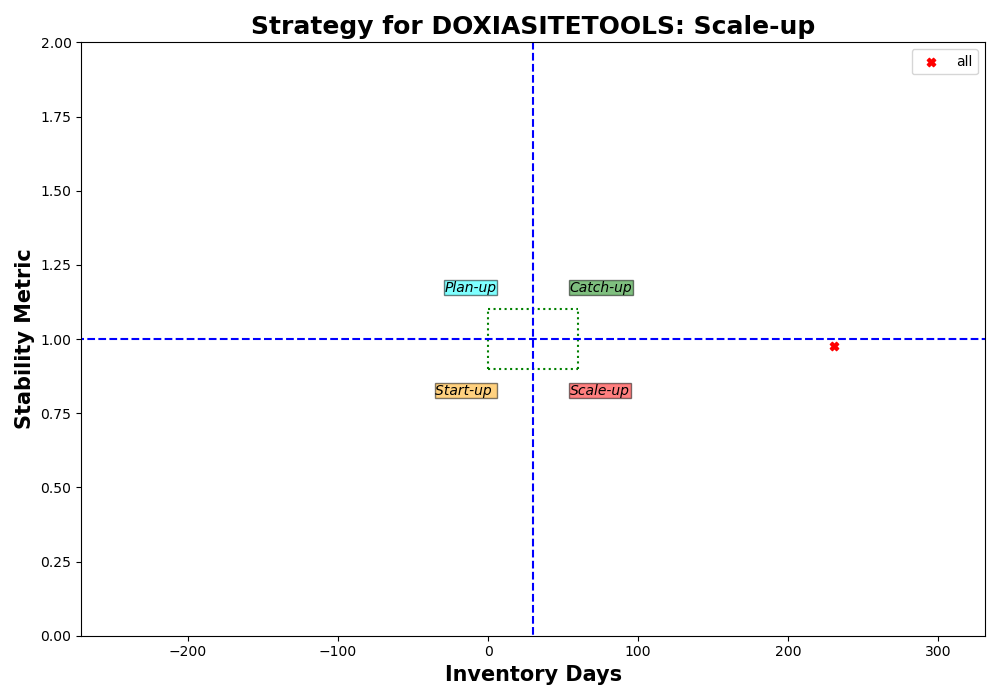 Strategy for DOXIASITETOOLS: Scale-up
all
2.00
1.75
1.50
1.25
1.00
0.75
0.50
0.25
0.00
Stability Metric
Plan-up
Catch-up
Start-up
Scale-up
−200
−100
0
100
200
300
Inventory Days